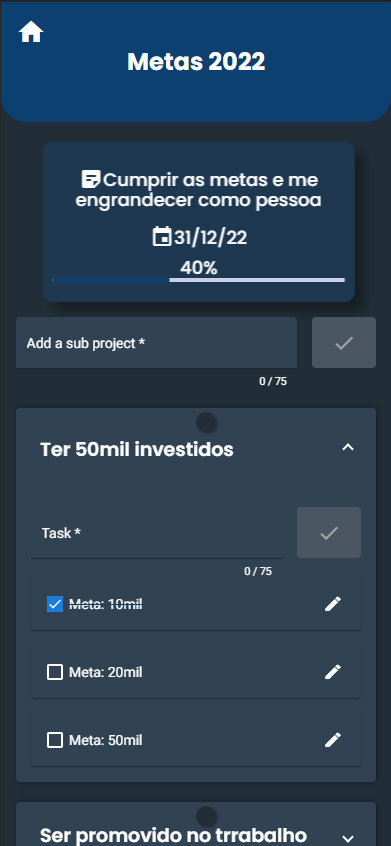 Metas 2022
Cumprir as metas e me
engrandecer como pessoa
31/12/22
40%
Add a sub project *
0 / 75
Ter 50mil investidos
Task *
0 / 75
Meta: 10mil
Meta: 20mil
Meta: 50mil
Ser promovido no trrabalho